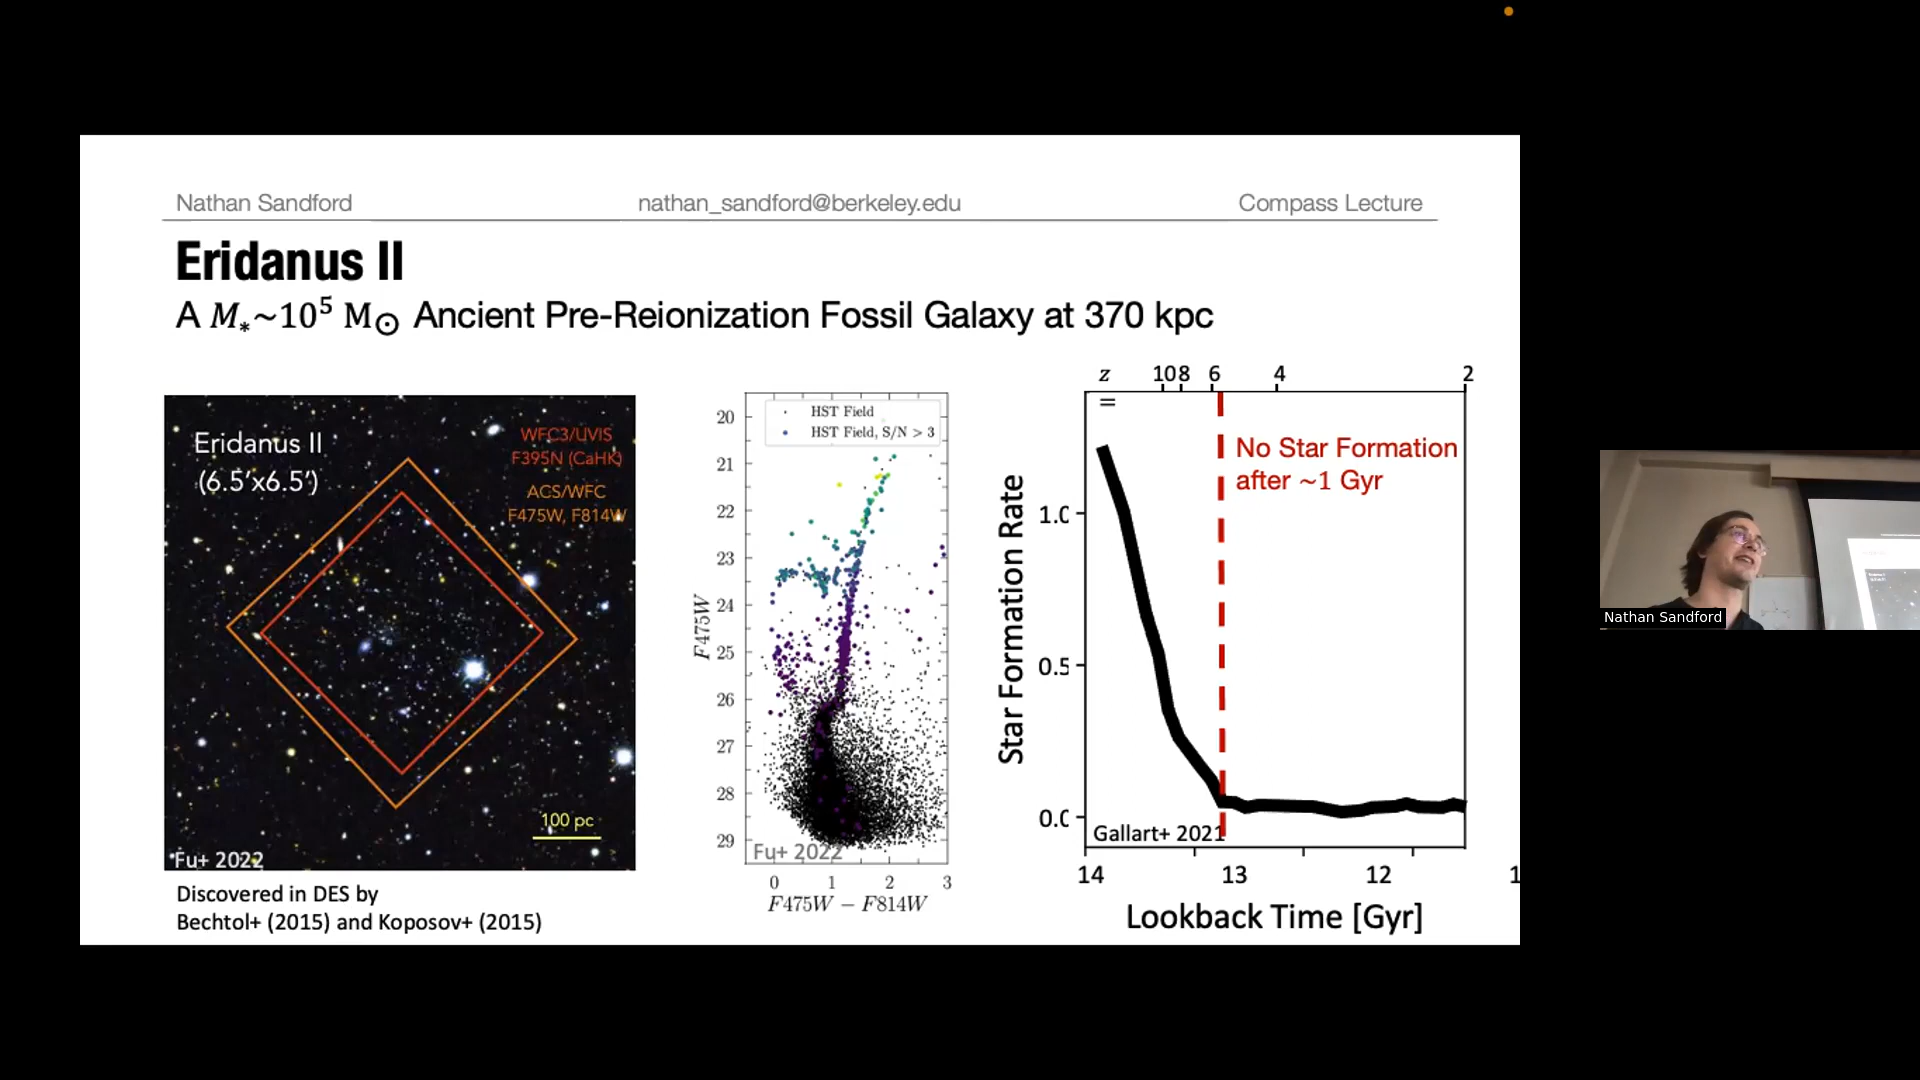 Nathan Sandford
nathan_sandford@berkeley.edu
Compass Lecture
Eridanus II
A M*~10⁵ M⊙ Ancient Pre-Reionization Fossil Galaxy at 370 kpc
Eridanus II
(6.5′x6.5′)
WFC3/UVIS
F395N (CaHK)
ACS/WFC
F475W, F814W
100 pc
Fu+ 2022
Discovered in DES by
Bechtol+ (2015) and Koposov+ (2015)
HST Field
HST Field, S/N > 3
20
21
22
23
24
25
26
27
28
29
F475W
Fu+ 2022
0 1 2 3
F475W − F814W
z = 10 8 6 4 2
No Star Formation
after ~1 Gyr
Star Formation Rate
1.0
0.5
0.0
Gallart+ 2021
14 13 12 1
Lookback Time [Gyr]
Nathan Sandford